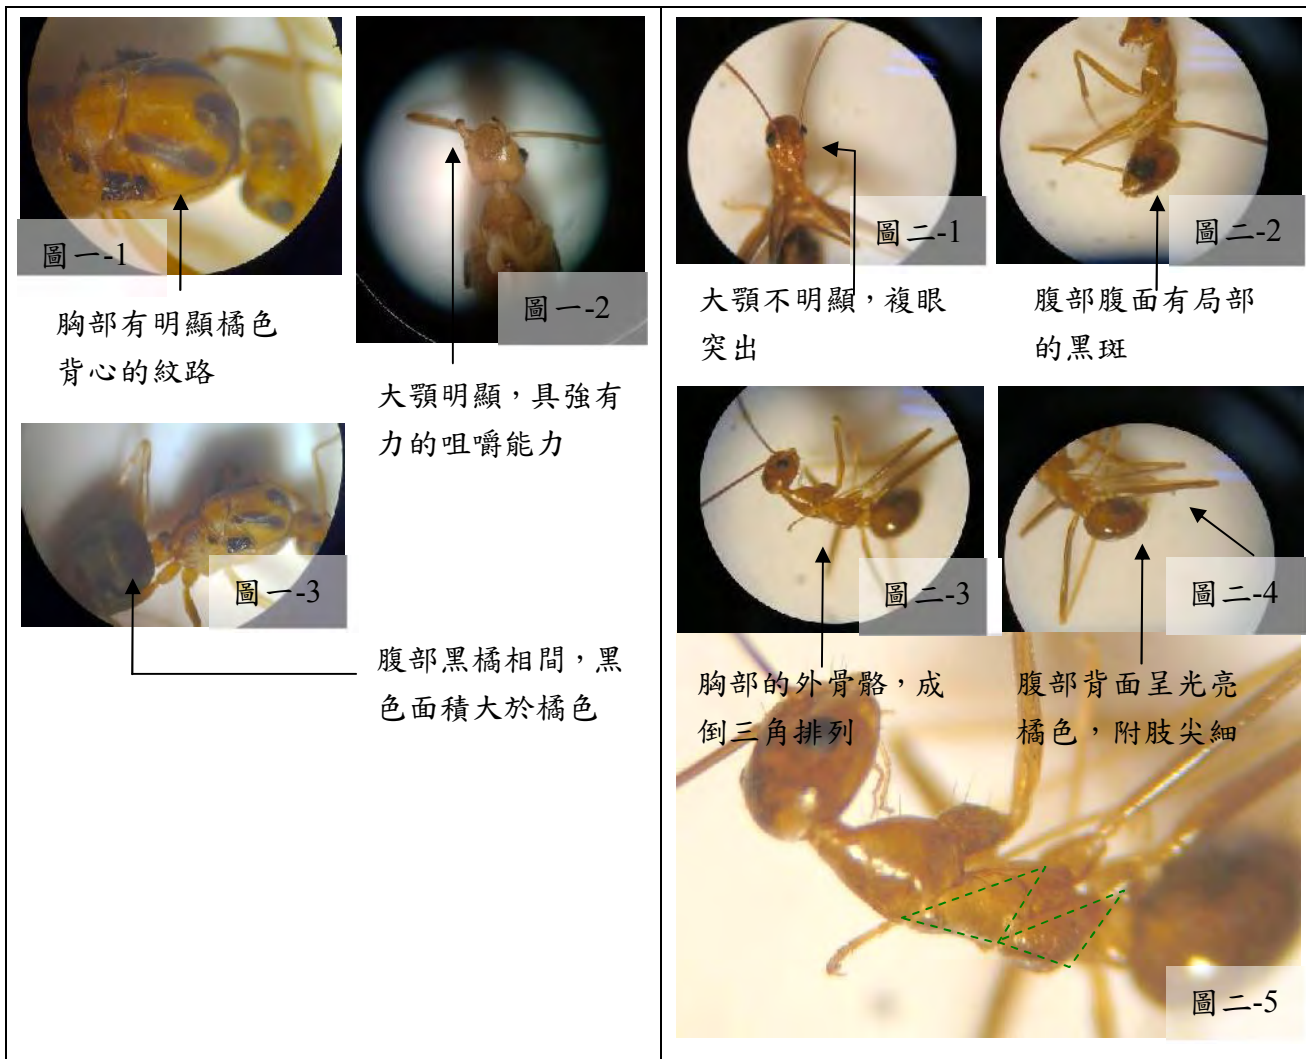 圖一-1
胸部有明顯橘色
背心的紋路
圖一-2
大顎明顯，具強有
力的咀嚼能力
圖一-3
腹部黑橘相間，黑
色面積大於橘色
圖二-1
大顎不明顯，複眼
突出
圖二-2
腹部腹面有局部
的黑斑
圖二-3
胸部的外骨骼，成
倒三角排列
圖二-4
腹部背面呈光亮
橘色，附肢尖細
圖二-5